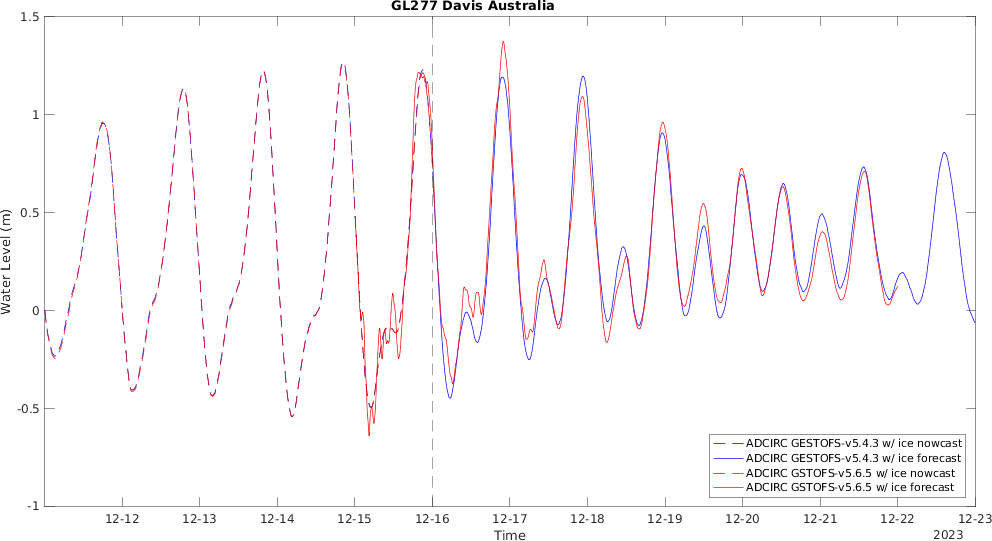 GL277 Davis Australia
1.5
1
0.5
0
-0.5
-1
Water Level (m)
12-12
12-13
12-14
12-15
12-16
12-17
12-18
12-19
12-20
12-21
12-22
12-23
Time
2023
ADCIRC GESTOFS-v5.4.3 w/ ice nowcast
ADCIRC GESTOFS-v5.4.3 w/ ice forecast
ADCIRC GSTOFS-v5.6.5 w/ ice nowcast
ADCIRC GSTOFS-v5.6.5 w/ ice forecast